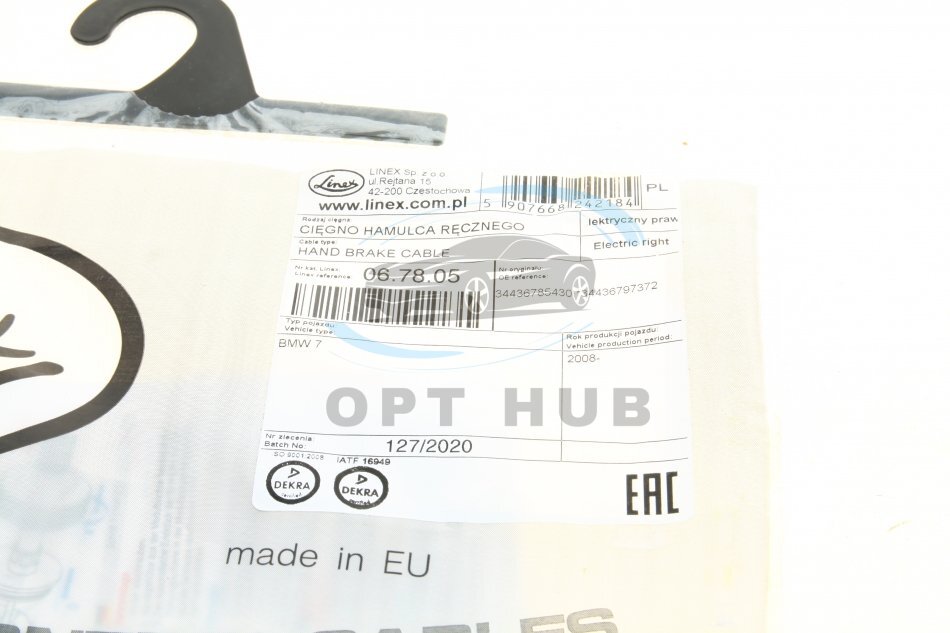 Linex
LINEX Sp. z o.o.
ul.Rejtana 16
42-200 Częstochowa
www.linex.com.pl
5 907668 242184
PL
Rodzaj cięgna:
CIĘGNO HAMULCA RĘCZNEGO
lektryczny praw
Cable type:
HAND BRAKE CABLE
Electric right
Nr kat. Linex:
Linex reference:
06.78.05
Nr oryginału:
OE reference:
34436797372
Typ pojazdu:
Vehicle type:
BMW 7
Rok produkcji pojazdu:
Vehicle production period:
2008-
OPT HUB
Nr zlecenia:
Batch No:
127/2020
ISO 9001:2008
IATF 16949
DEKRA
DEKRA
certified
EAC
made in EU
CABLES